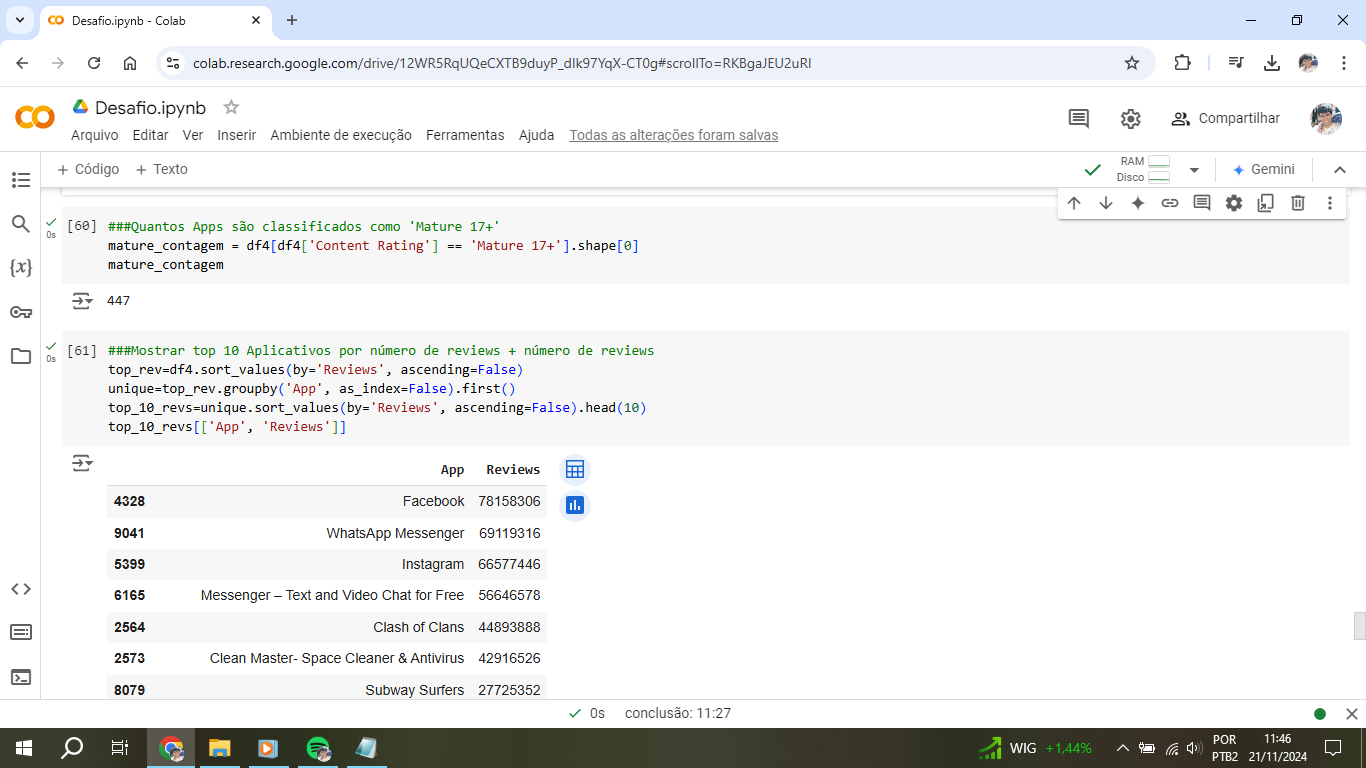 Desafio.ipynb - Colab
colab.research.google.com/drive/12WR5RqUQeCXTB9duyP_dIk97YqX-CT0g#scrollTo=RKBgaJEU2uRI
Desafio.ipynb
Arquivo Editar Ver Inserir Ambiente de execução Ferramentas Ajuda Todas as alterações foram salvas
Compartilhar
+ Código + Texto
RAM
Disco
Gemini
[60] ###Quantos Apps são classificados como 'Mature 17+'
0s
mature_contagem = df4[df4['Content Rating'] == 'Mature 17+'].shape[0]
mature_contagem
447
[61] ###Mostrar top 10 Aplicativos por número de reviews + número de reviews
0s
top_rev=df4.sort_values(by='Reviews', ascending=False)
unique=top_rev.groupby('App', as_index=False).first()
top_10_revs=unique.sort_values(by='Reviews', ascending=False).head(10)
top_10_revs[['App', 'Reviews']]
App Reviews
4328 Facebook 78158306
9041 WhatsApp Messenger 69119316
5399 Instagram 66577446
6165 Messenger – Text and Video Chat for Free 56646578
2564 Clash of Clans 44893888
2573 Clean Master- Space Cleaner & Antivirus 42916526
8079 Subway Surfers 27725352
0s conclusão: 11:27
WIG +1,44%
POR
PTB2
11:46
21/11/2024